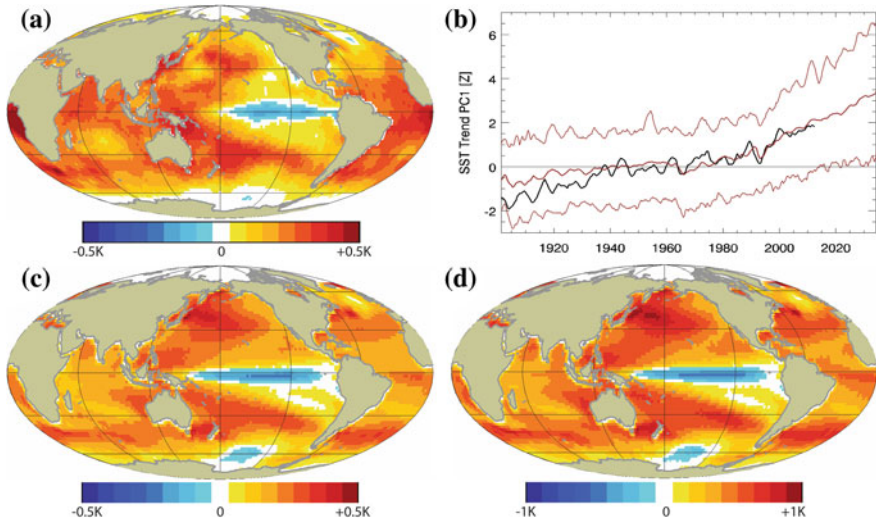 (a)
-0.5K 0 +0.5K
(b)
SST Trend PC1 [Z]
6
4
2
0
-2
1920 1940 1960 1980 2000 2020
(c)
-0.5K 0 +0.5K
(d)
-1K 0 +1K